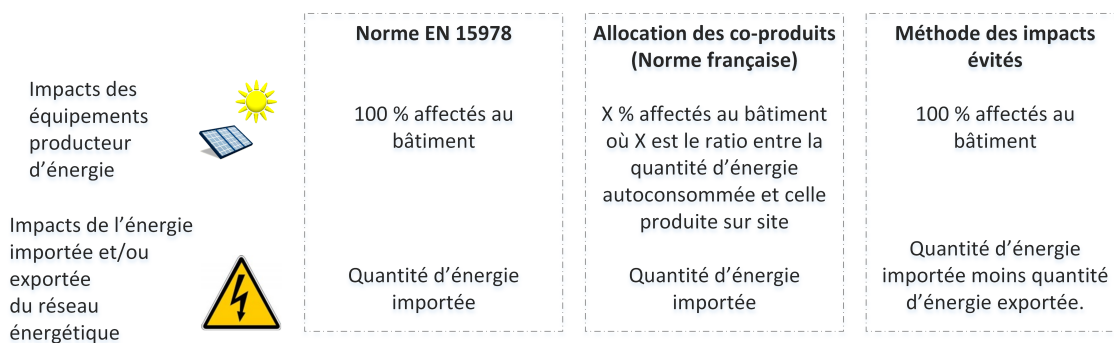 Norme EN 15978
Allocation des co-produits
(Norme française)
Méthode des impacts
évités
Impacts des
équipements
producteur
d’énergie
100 % affectés au
bâtiment
X % affectés au bâtiment
où X est le ratio entre la
quantité d’énergie
autoconsommée et celle
produite sur site
100 % affectés au
bâtiment
Impacts de l’énergie
importée et/ou
exportée
du réseau
énergétique
Quantité d’énergie
importée
Quantité d’énergie
importée
Quantité d’énergie
importée moins quantité
d’énergie exportée.